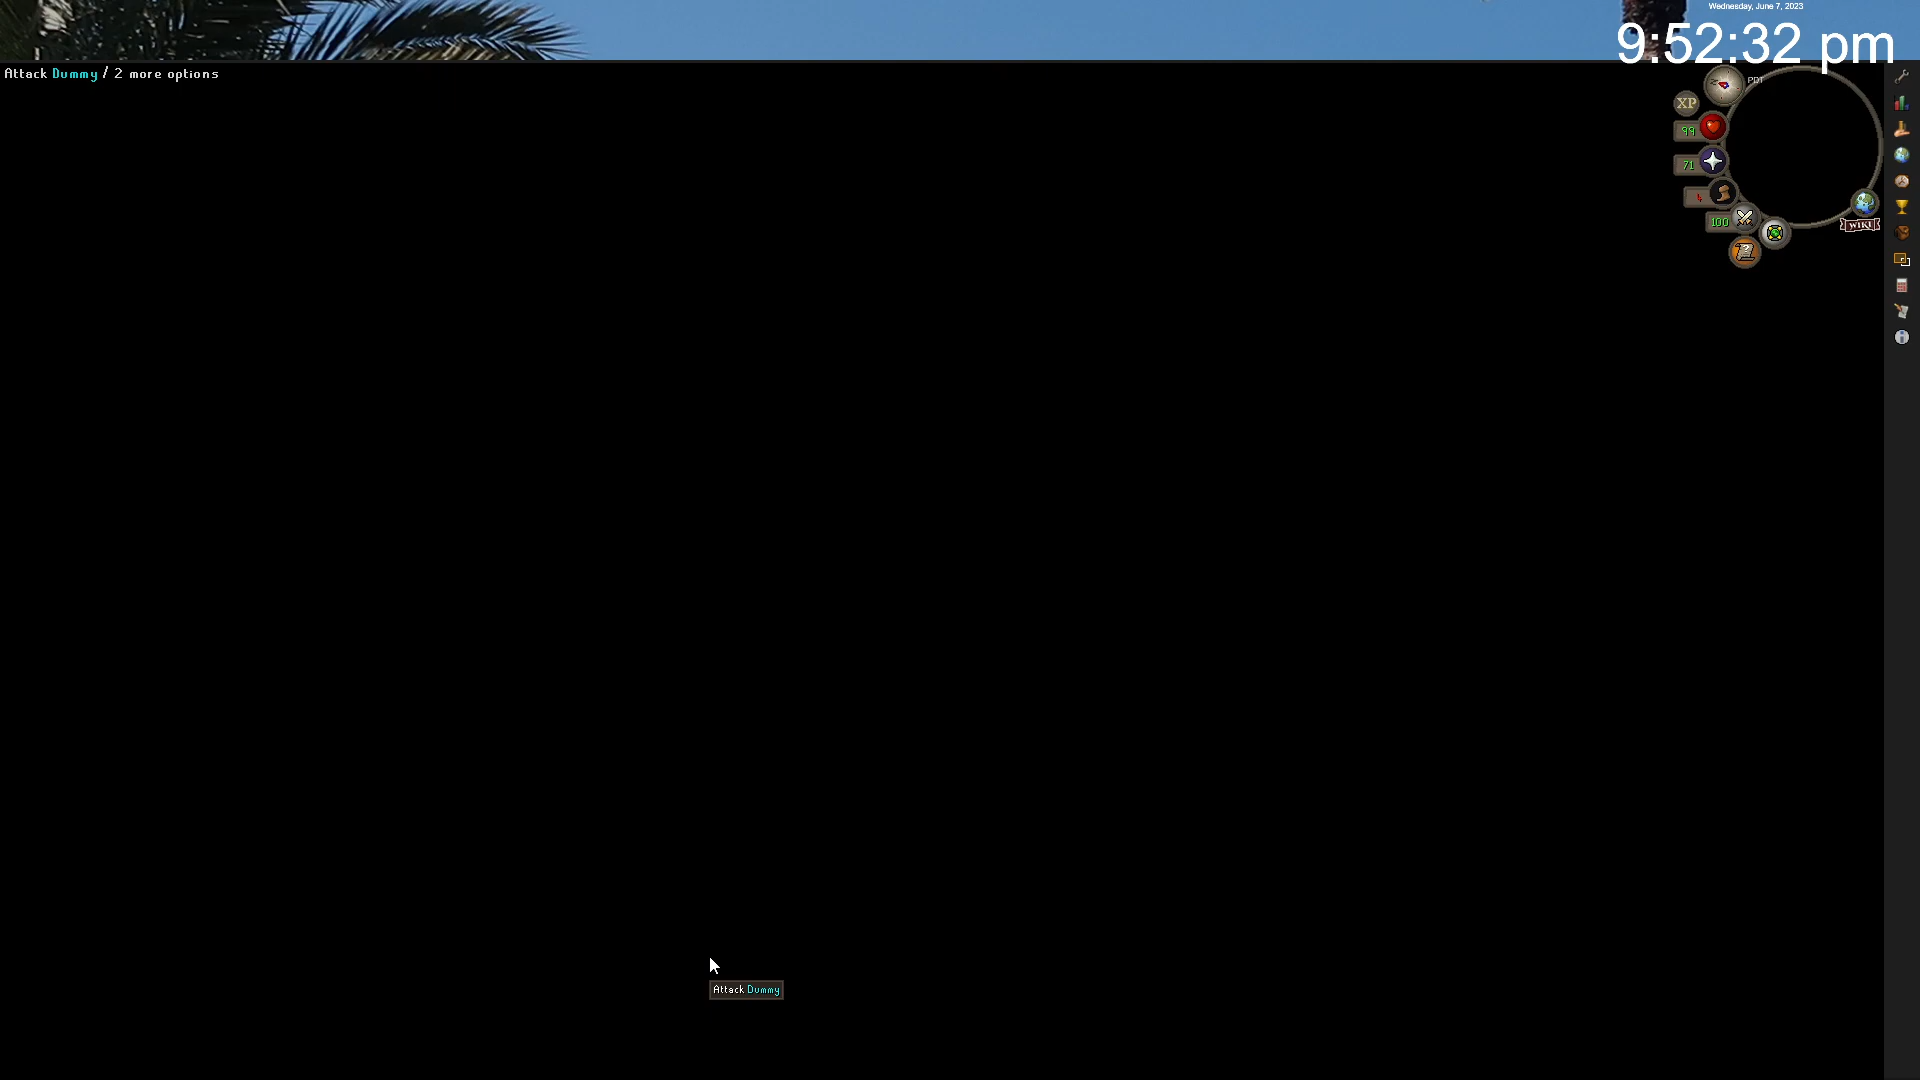 Wednesday, June 7, 2023
9:52:32 pm
Attack Dummy / 2 more options
PDT
XP
99
71
100
WIKI
Attack Dummy